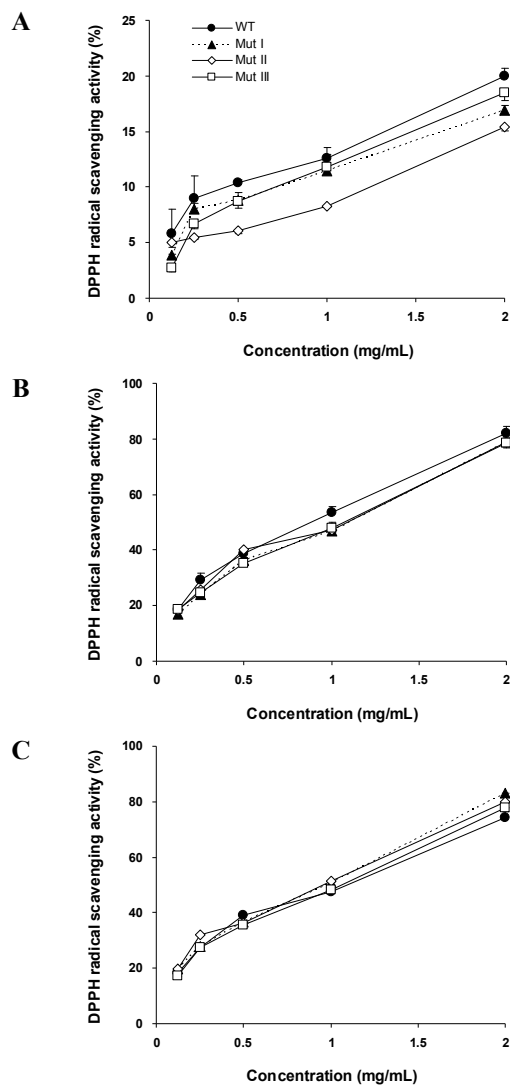 A
WT
Mut I
Mut II
Mut III
DPPH radical scavenging activity (%)
25
20
15
10
5
0
0 0.5 1 1.5 2
Concentration (mg/mL)
B
DPPH radical scavenging activity (%)
100
80
60
40
20
0
0 0.5 1 1.5 2
Concentration (mg/mL)
C
DPPH radical scavenging activity (%)
100
80
60
40
20
0
0 0.5 1 1.5 2
Concentration (mg/mL)